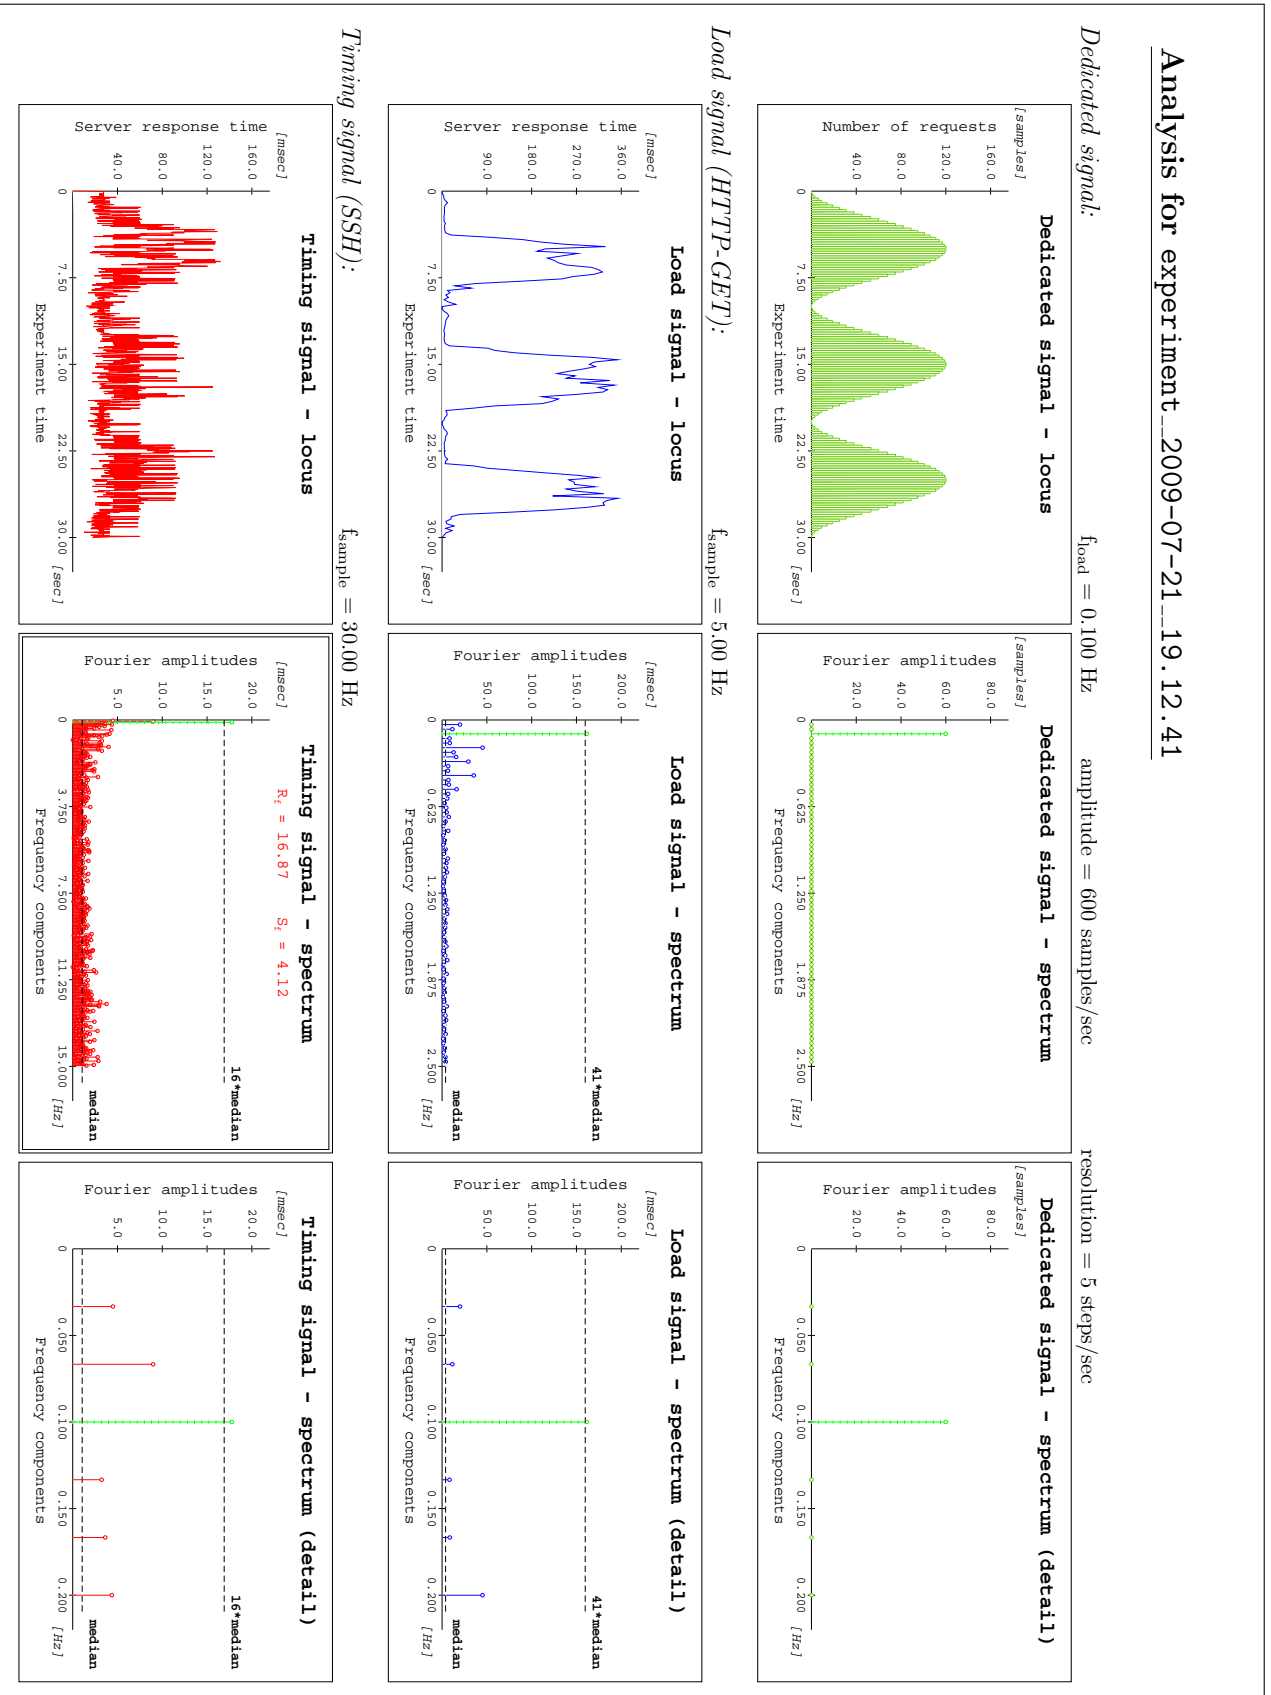 Analysis for experiment__2009-07-21__19.12.41
Dedicated signal: f_load = 0.100 Hz amplitude = 600 samples/sec resolution = 5 steps/sec
Dedicated signal - locus
[samples]
Number of requests
160.0
120.0
80.0
40.0
0 7.50 15.00 22.50 30.00 [sec]
Experiment time
Dedicated signal - spectrum
[samples]
Fourier amplitudes
80.0
60.0
40.0
20.0
0 0.625 1.250 1.875 2.500 [Hz]
Frequency components
Dedicated signal - spectrum (detail)
[samples]
Fourier amplitudes
80.0
60.0
40.0
20.0
0 0.050 0.100 0.150 0.200 [Hz]
Frequency components
Load signal (HTTP-GET): f_sample = 5.00 Hz
Load signal - locus
[msec]
Server response time
360.0
270.0
180.0
90.0
0 7.50 15.00 22.50 30.00 [sec]
Experiment time
Load signal - spectrum
[msec]
Fourier amplitudes
200.0
150.0
100.0
50.0
41*median
median
0 0.625 1.250 1.875 2.500 [Hz]
Frequency components
Load signal - spectrum (detail)
[msec]
Fourier amplitudes
200.0
150.0
100.0
50.0
41*median
median
0 0.050 0.100 0.150 0.200 [Hz]
Frequency components
Timing signal (SSH): f_sample = 30.00 Hz
Timing signal - locus
[msec]
Server response time
160.0
120.0
80.0
40.0
0 7.50 15.00 22.50 30.00 [sec]
Experiment time
Timing signal - spectrum
R_f = 16.87 S_f = 4.12
[msec]
Fourier amplitudes
20.0
15.0
10.0
5.0
16*median
median
0 3.750 7.500 11.250 15.000 [Hz]
Frequency components
Timing signal - spectrum (detail)
[msec]
Fourier amplitudes
20.0
15.0
10.0
5.0
16*median
median
0 0.050 0.100 0.150 0.200 [Hz]
Frequency components